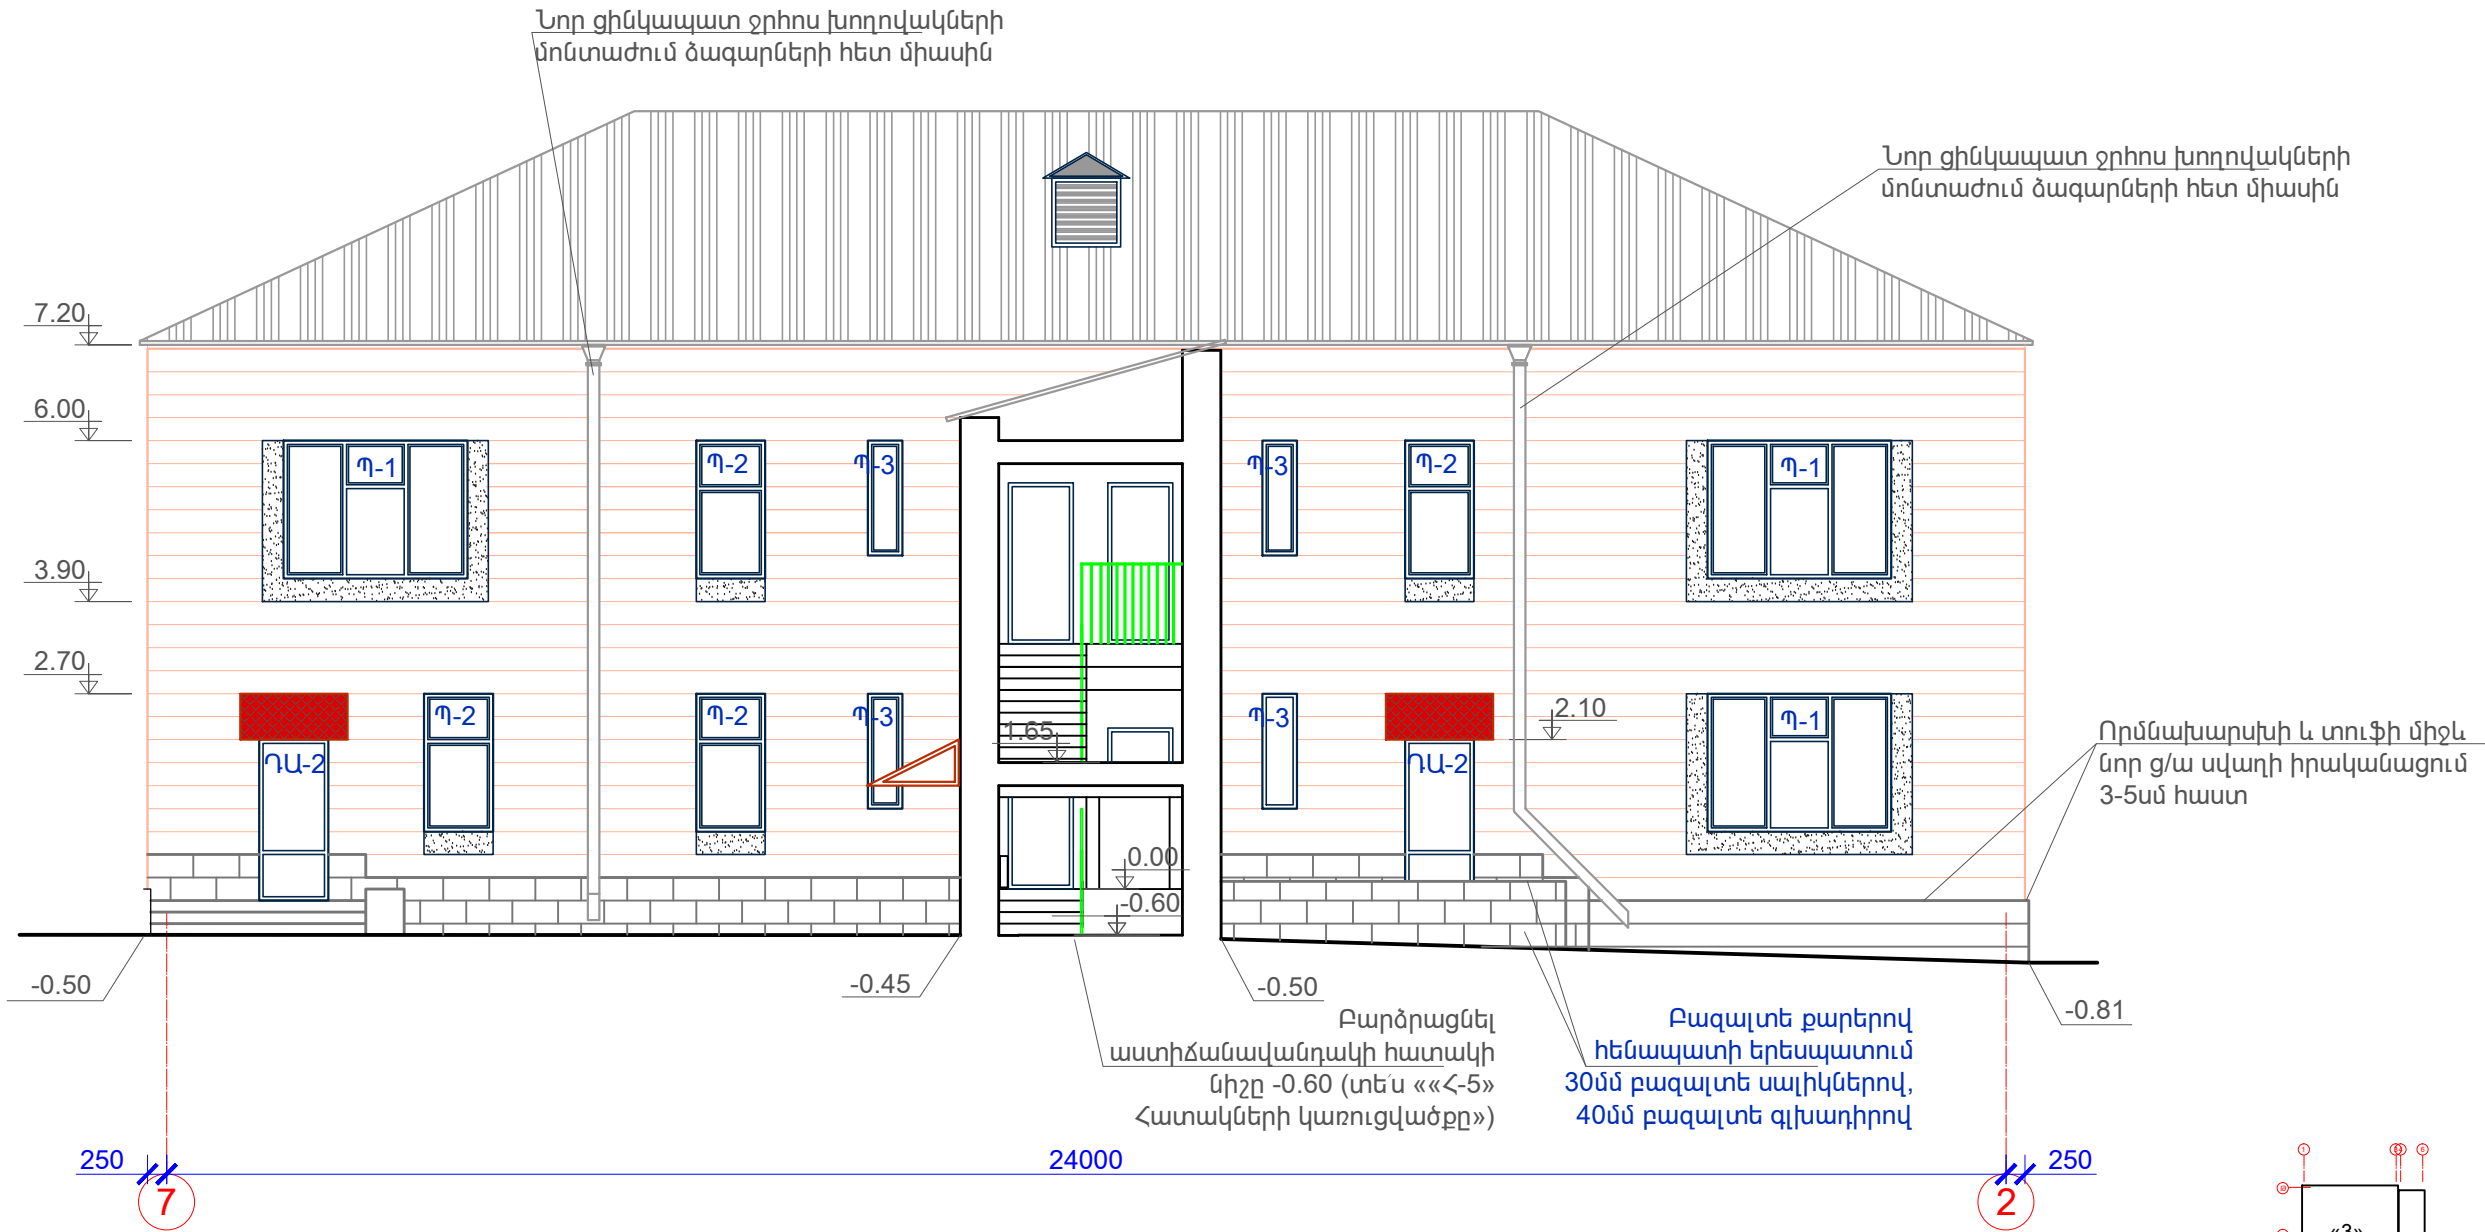 Նոր ցինկապատ ջրհոս խողովակների
մոնտաժում ձագարների հետ միասին
Նոր ցինկապատ ջրհոս խողովակների
մոնտաժում ձագարների հետ միասին
7.20
6.00
Պ-1
Պ-2
Պ-3
Պ-3
Պ-2
Պ-1
3.90
2.70
Պ-2
Պ-2
Պ-3
Պ-3
2.10
Պ-1
1.65
ԴԱ-2
ԴԱ-2
Որմնախարսխի և տուֆի միջև
նոր ց/ա սվաղի իրականացում
3-5սմ հաստ
0.00
-0.60
-0.50
-0.45
-0.50
-0.81
Բարձրացնել
աստիճանավանդակի հատակի
նիշը -0.60 (տե՛ս ««Հ-5»
Հատակների կառուցվածքը»)
Բազալտե քարերով
հենապատի երեսպատում
30մմ բազալտե սալիկներով,
40մմ բազալտե գլխադիրով
250
24000
250
7
2
1
6
«3»